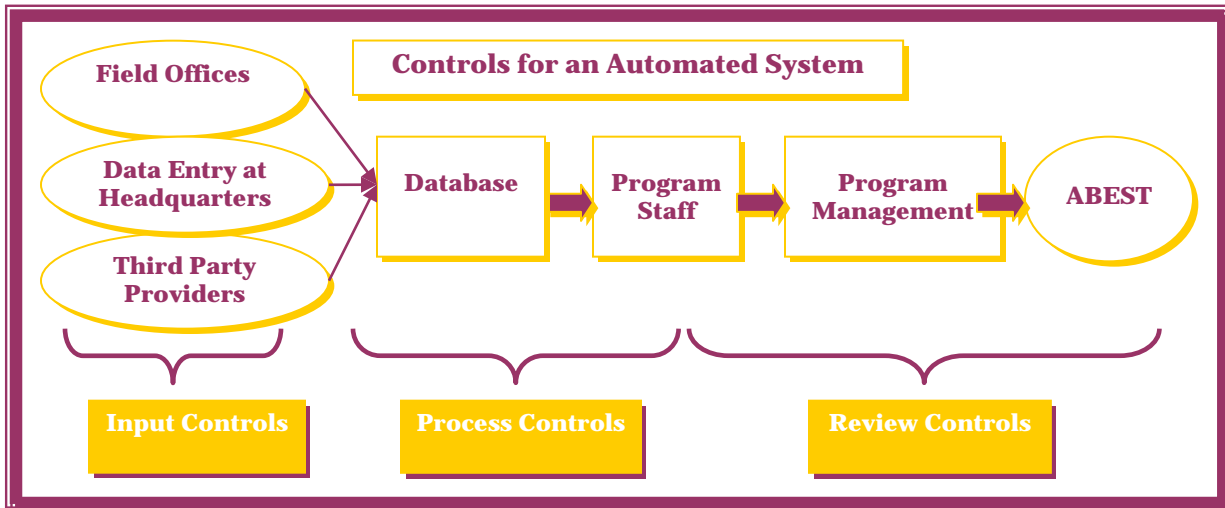 Controls for an Automated System
Field Offices
Data Entry at
Headquarters
Third Party
Providers
Database
Program
Staff
Program
Management
ABEST
Input Controls
Process Controls
Review Controls